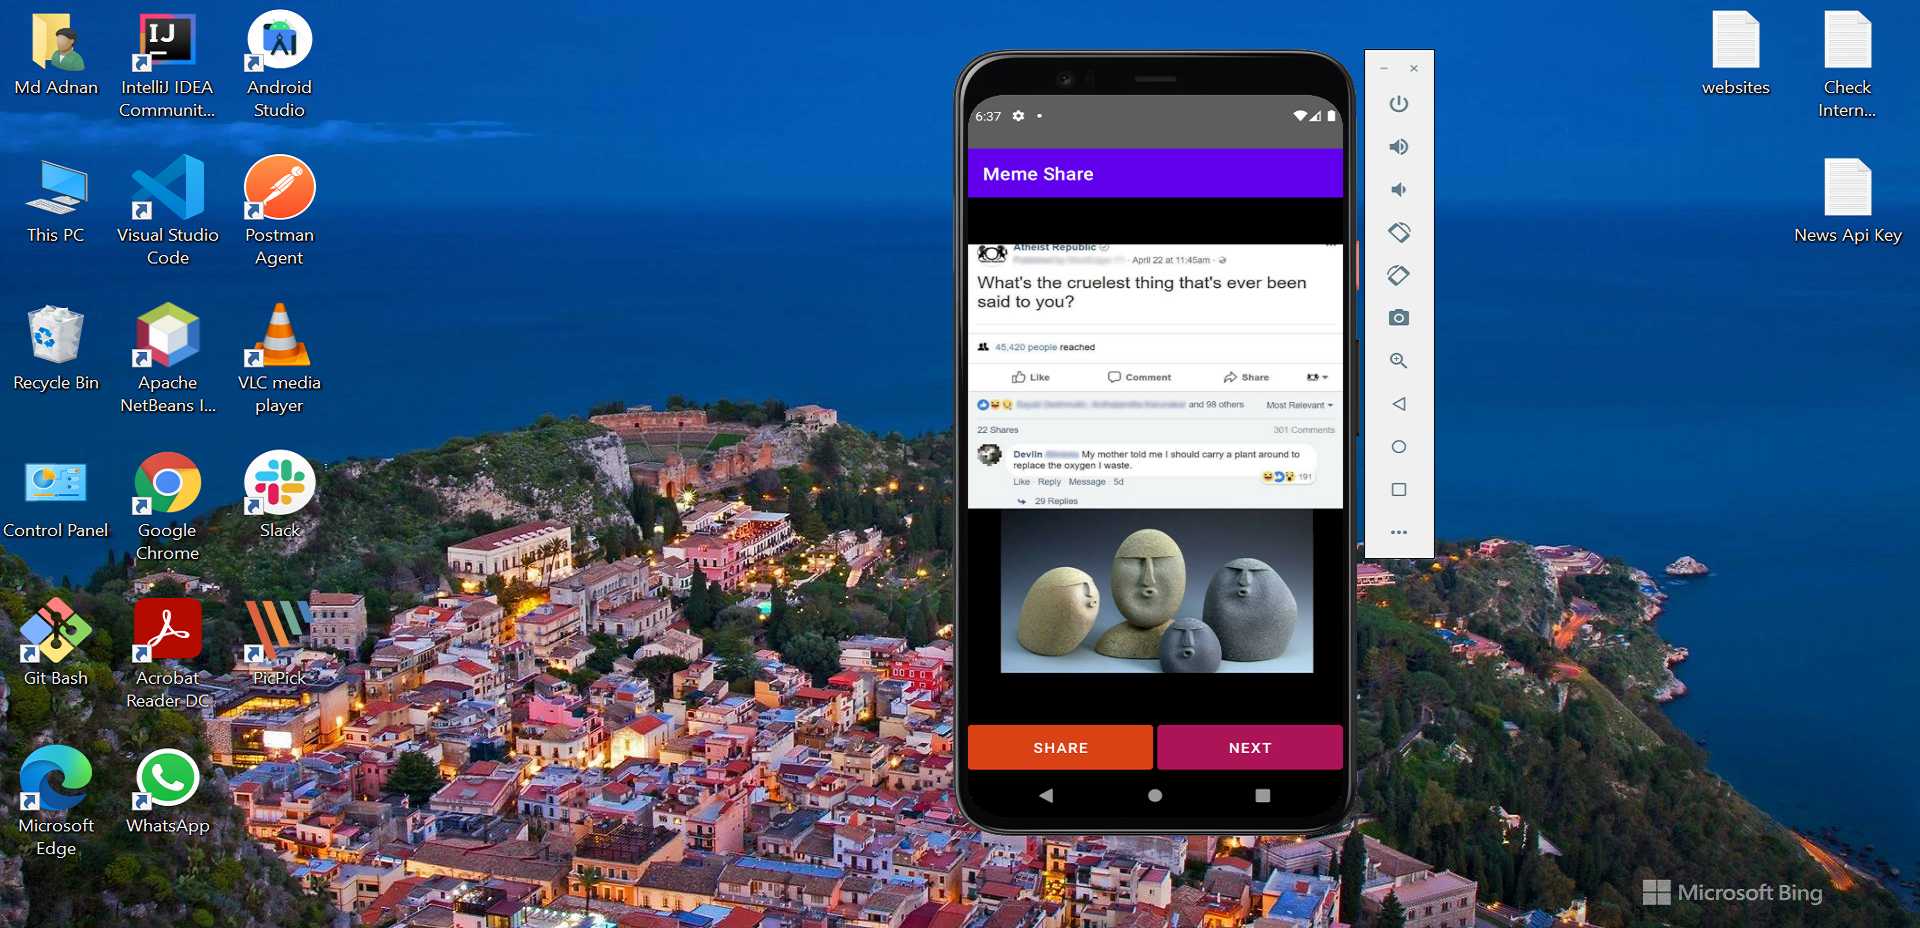 Md Adnan
IJ
IntelliJ IDEA
Communit...
Android
Studio
This PC
Visual Studio
Code
Postman
Agent
Recycle Bin
Apache
NetBeans I...
VLC media
player
Control Panel
Google
Chrome
Slack
Git Bash
Acrobat
Reader DC
PicPick
Microsoft
Edge
WhatsApp
6:37
Meme Share
Atheist Republic
April 22 at 11:45am
What's the cruelest thing that's ever been
said to you?
45,420 people reached
Like Comment Share
and 98 others Most Relevant
22 Shares 301 Comments
Devlin My mother told me I should carry a plant around to
replace the oxygen I waste.
191
Like · Reply Message · 5d
29 Replies
SHARE
NEXT
websites
Check
Intern...
News Api Key
Microsoft Bing